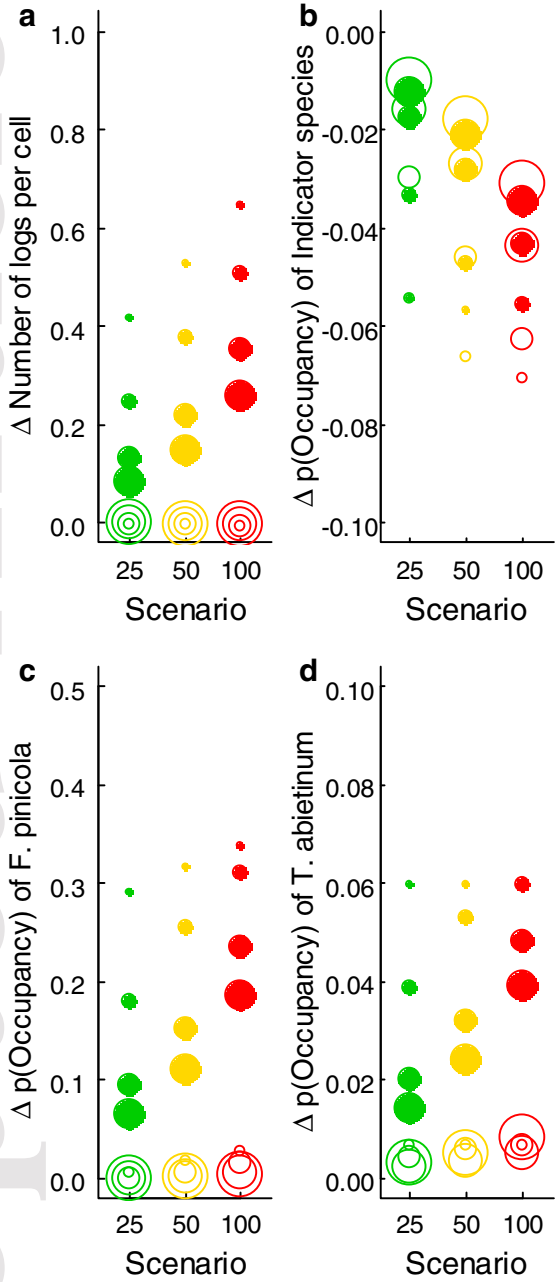 a
Δ Number of logs per cell
1.0
0.8
0.6
0.4
0.2
0.0
25 50 100
Scenario
b
Δ p(Occupancy) of Indicator species
0.00
-0.02
-0.04
-0.06
-0.08
-0.10
25 50 100
Scenario
c
Δ p(Occupancy) of F. pinicola
0.5
0.4
0.3
0.2
0.1
0.0
25 50 100
Scenario
d
Δ p(Occupancy) of T. abietinum
0.10
0.08
0.06
0.04
0.02
0.00
25 50 100
Scenario